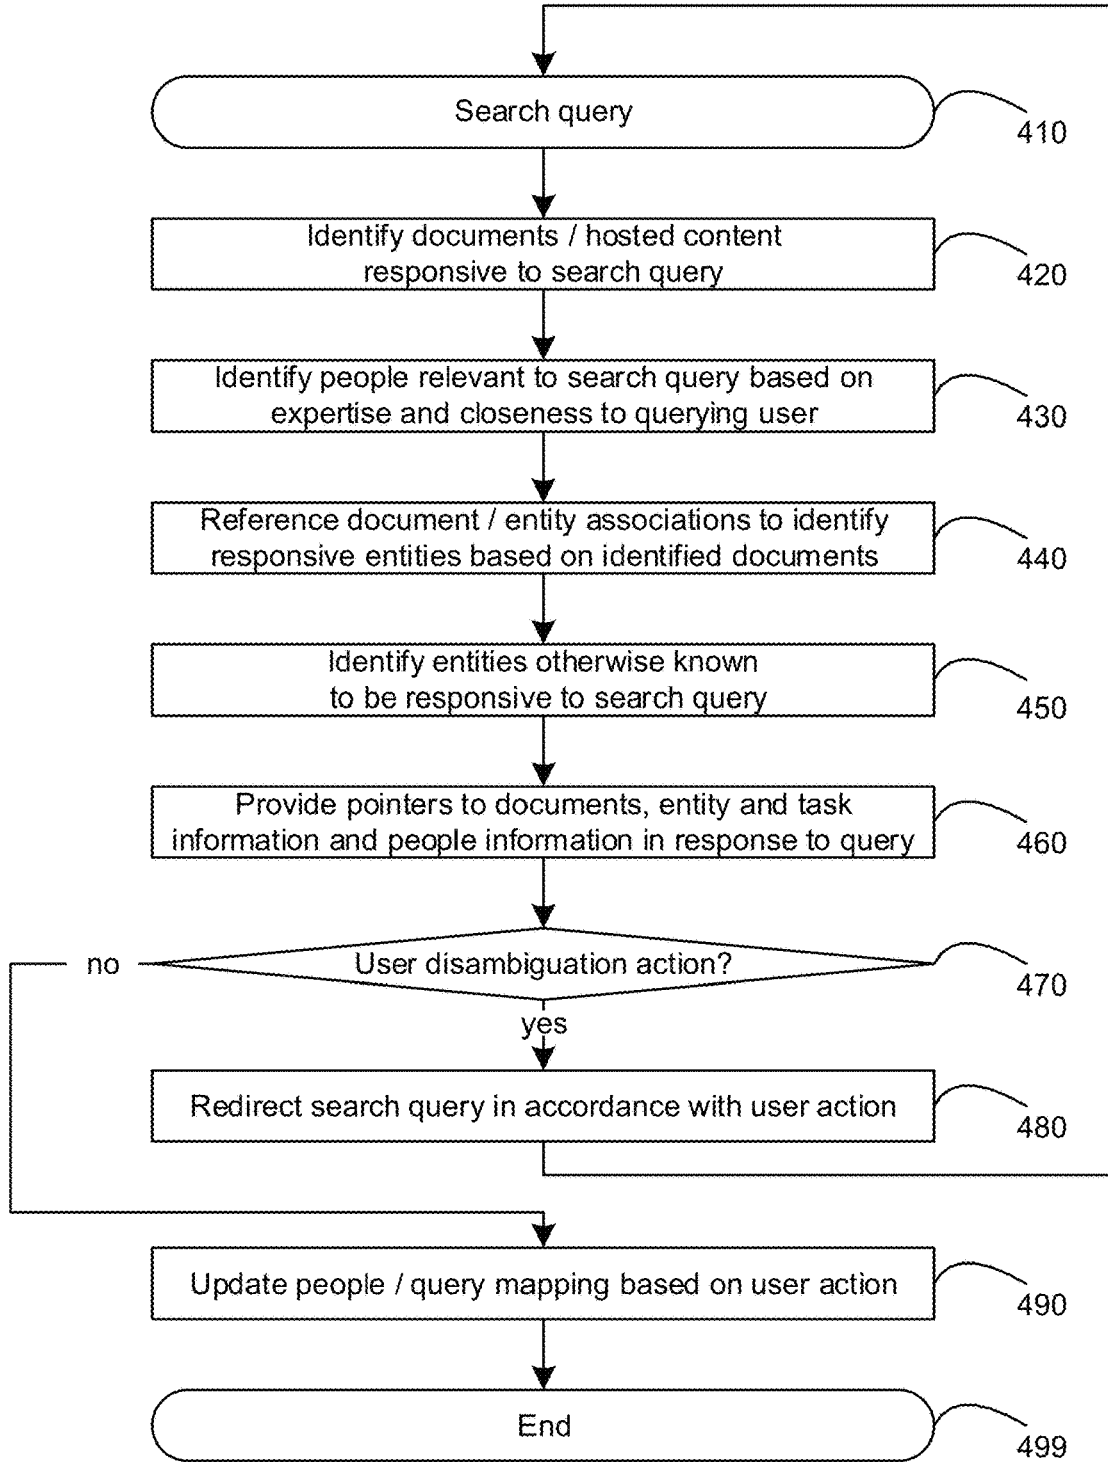 Search query
410
Identify documents / hosted content
responsive to search query
420
Identify people relevant to search query based on
expertise and closeness to querying user
430
Reference document / entity associations to identify
responsive entities based on identified documents
440
Identify entities otherwise known
to be responsive to search query
450
Provide pointers to documents, entity and task
information and people information in response to query
460
no
User disambiguation action?
470
yes
Redirect search query in accordance with user action
480
Update people / query mapping based on user action
490
End
499